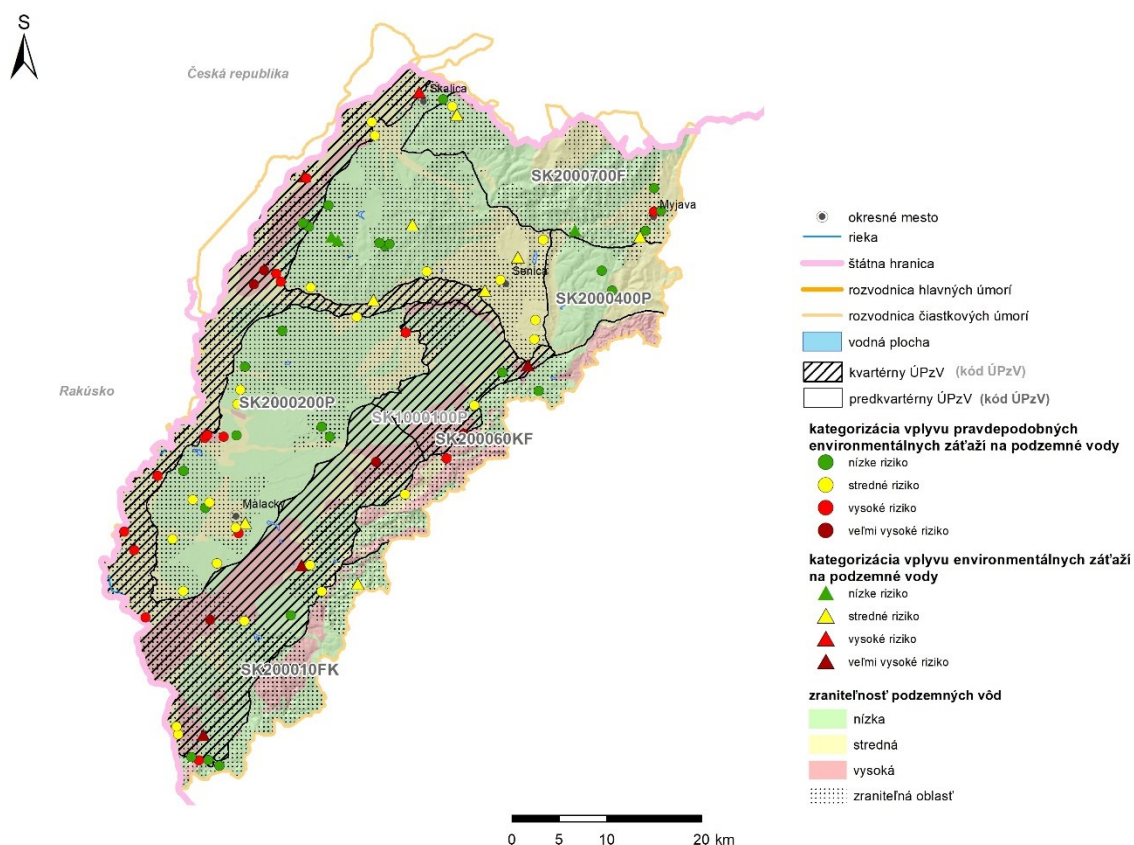 S
Česká republika
Skalica
SK2000700F
Myjava
Senica
SK2000400P
Rakúsko
SK2000200P
SK1000100P
SK200060KF
Malacky
SK200010FK
0 5 10 20 km
okresné mesto
rieka
štátna hranica
rozvodnica hlavných úmorí
rozvodnica čiastkových úmorí
vodná plocha
kvartérny ÚPzV (kód ÚPzV)
predkvartérny ÚPzV (kód ÚPzV)
kategorizácia vplyvu pravdepodobných
environmentálnych záťaží na podzemné vody
nízke riziko
stredné riziko
vysoké riziko
veľmi vysoké riziko
kategorizácia vplyvu environmentálnych záťaží
na podzemné vody
nízke riziko
stredné riziko
vysoké riziko
veľmi vysoké riziko
zraniteľnosť podzemných vôd
nízka
stredná
vysoká
zraniteľná oblasť